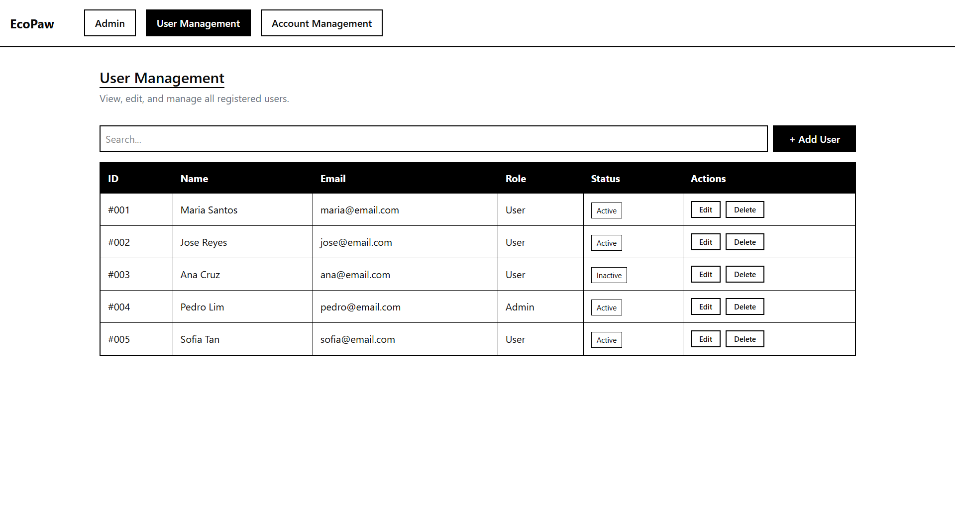 EcoPaw Admin User Management Account Management
User Management
View, edit, and manage all registered users.
Search... + Add User
ID Name Email Role Status Actions
#001 Maria Santos maria@email.com User Active Edit Delete
#002 Jose Reyes jose@email.com User Active Edit Delete
#003 Ana Cruz ana@email.com User Inactive Edit Delete
#004 Pedro Lim pedro@email.com Admin Active Edit Delete
#005 Sofia Tan sofia@email.com User Active Edit Delete